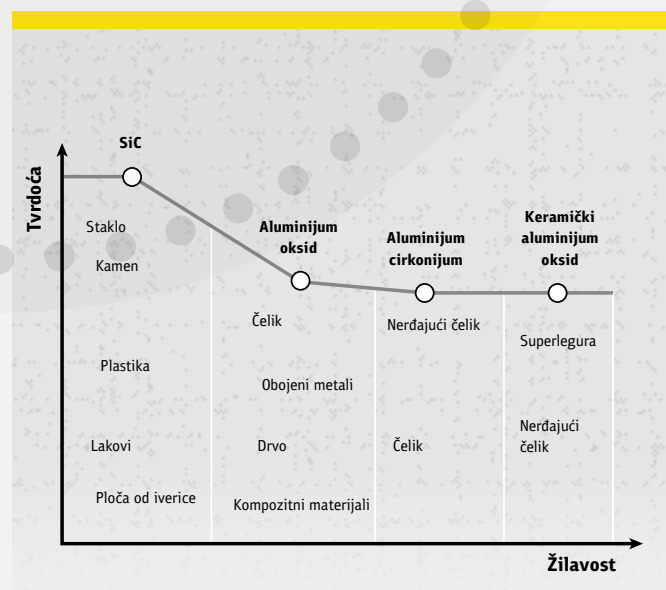 SiC
Tvrdoća
Staklo
Kamen
Plastika
Lakovi
Ploča od iverice
Aluminijum
oksid
Čelik
Obojeni metali
Drvo
Kompozitni materijali
Aluminijum
cirkonijum
Nerđajući čelik
Čelik
Keramički
aluminijum
oksid
Superlegura
Nerđajući
čelik
Žilavost